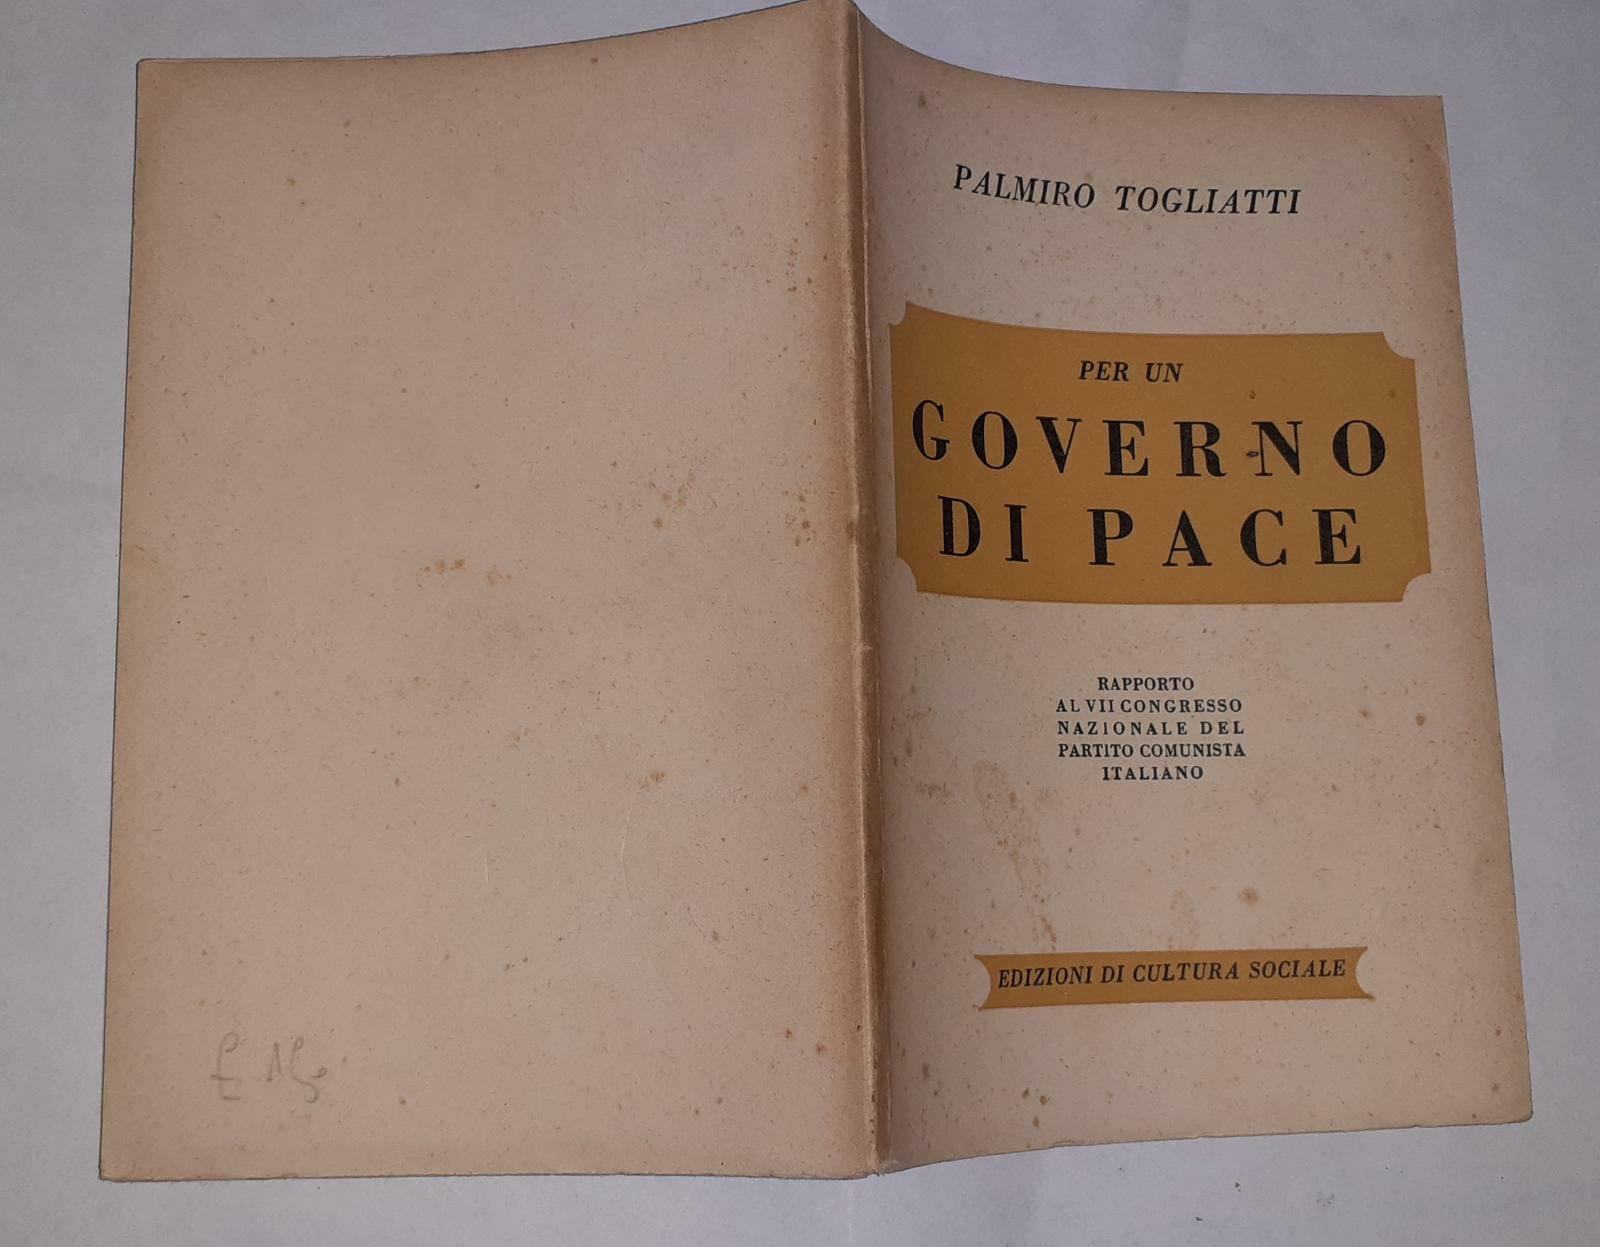 PALMIRO TOGLIATTI
PER UN
GOVERNO
DI PACE
RAPPORTO
AL VII CONGRESSO
NAZIONALE DEL
PARTITO COMUNISTA
ITALIANO
EDIZIONI DI CULTURA SOCIALE